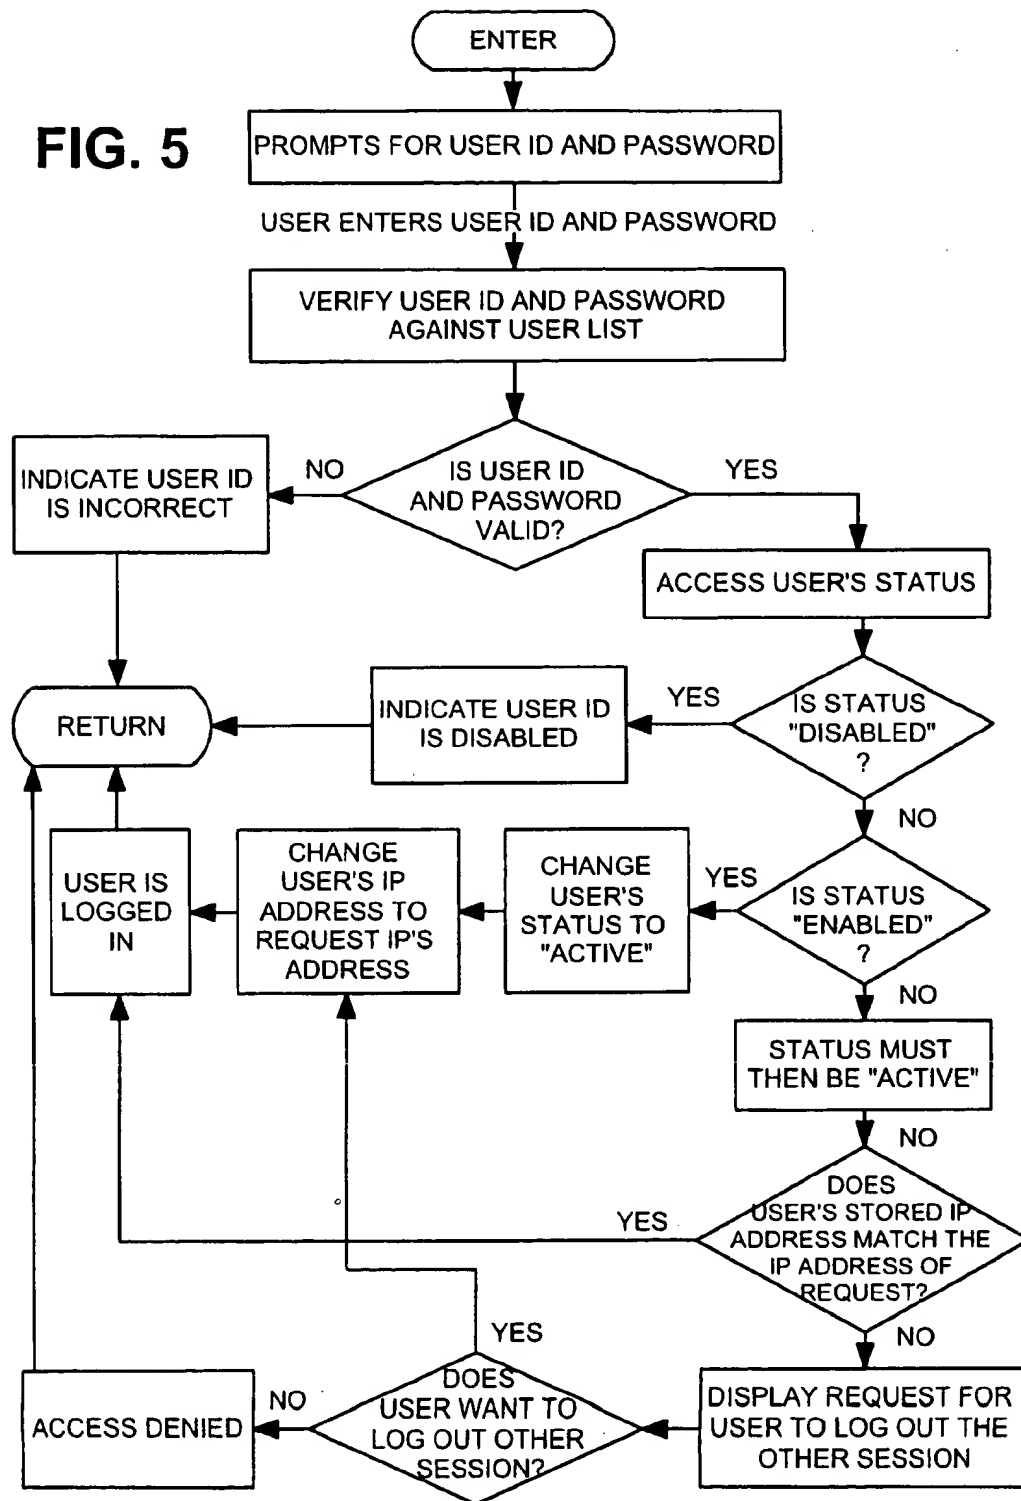 ENTER
FIG. 5
PROMPTS FOR USER ID AND PASSWORD
USER ENTERS USER ID AND PASSWORD
VERIFY USER ID AND PASSWORD
AGAINST USER LIST
IS USER ID
AND PASSWORD
VALID?
NO
YES
INDICATE USER ID
IS INCORRECT
ACCESS USER'S STATUS
IS STATUS
"DISABLED"
?
YES
INDICATE USER ID
IS DISABLED
RETURN
NO
IS STATUS
"ENABLED"
?
YES
CHANGE
USER'S
STATUS TO
"ACTIVE"
CHANGE
USER'S IP
ADDRESS TO
REQUEST IP'S
ADDRESS
USER IS
LOGGED
IN
NO
STATUS MUST
THEN BE "ACTIVE"
NO
DOES
USER'S STORED IP
ADDRESS MATCH THE
IP ADDRESS OF
REQUEST?
YES
NO
DISPLAY REQUEST FOR
USER TO LOG OUT THE
OTHER SESSION
DOES
USER WANT TO
LOG OUT OTHER
SESSION?
YES
NO
ACCESS DENIED